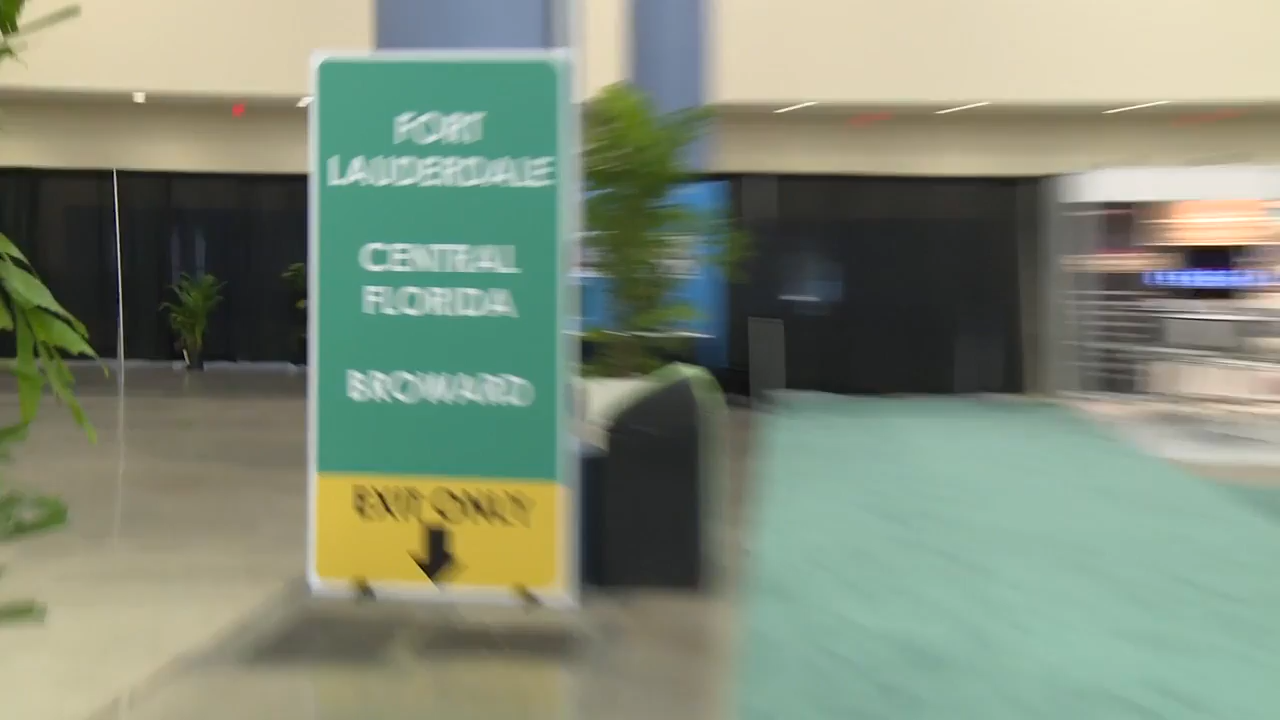 FORT
LAUDERDALE
CENTRAL
FLORIDA
BROWARD
EXIT ONLY